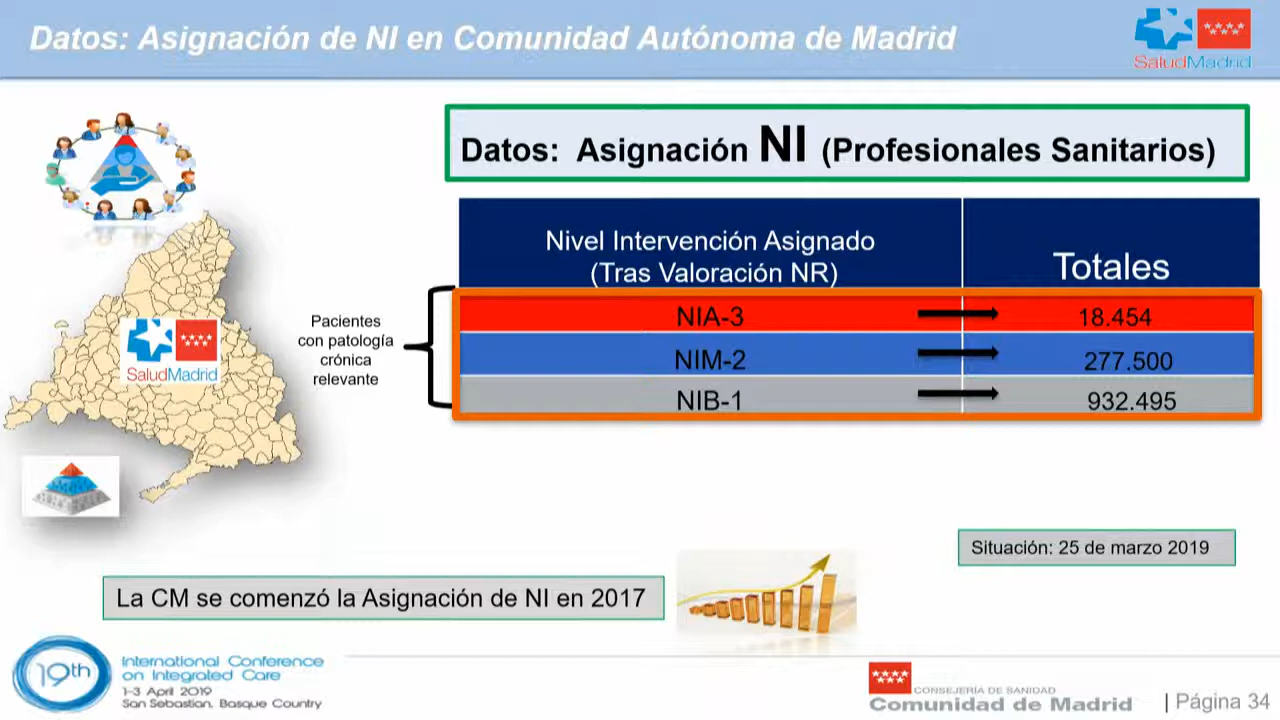 Datos: Asignación de NI en Comunidad Autónoma de Madrid
SaludMadrid
Datos: Asignación NI (Profesionales Sanitarios)
Nivel Intervención Asignado
(Tras Valoración NR)
Totales
NIA-3 18.454
NIM-2 277.500
NIB-1 932.495
Pacientes
con patología
crónica
relevante
SaludMadrid
Situación: 25 de marzo 2019
La CM se comenzó la Asignación de NI en 2017
19th
International Conference
on Integrated Care
1-3 April 2019
San Sebastian, Basque Country
CONSEJERÍA DE SANIDAD
Comunidad de Madrid
| Página 34